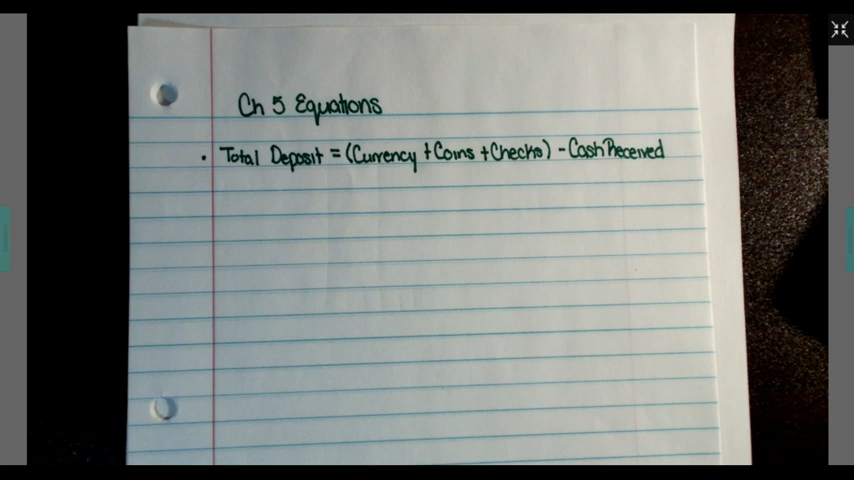 Ch 5 Equations
• Total Deposit = (Currency + Coins + Checks) - Cash Received